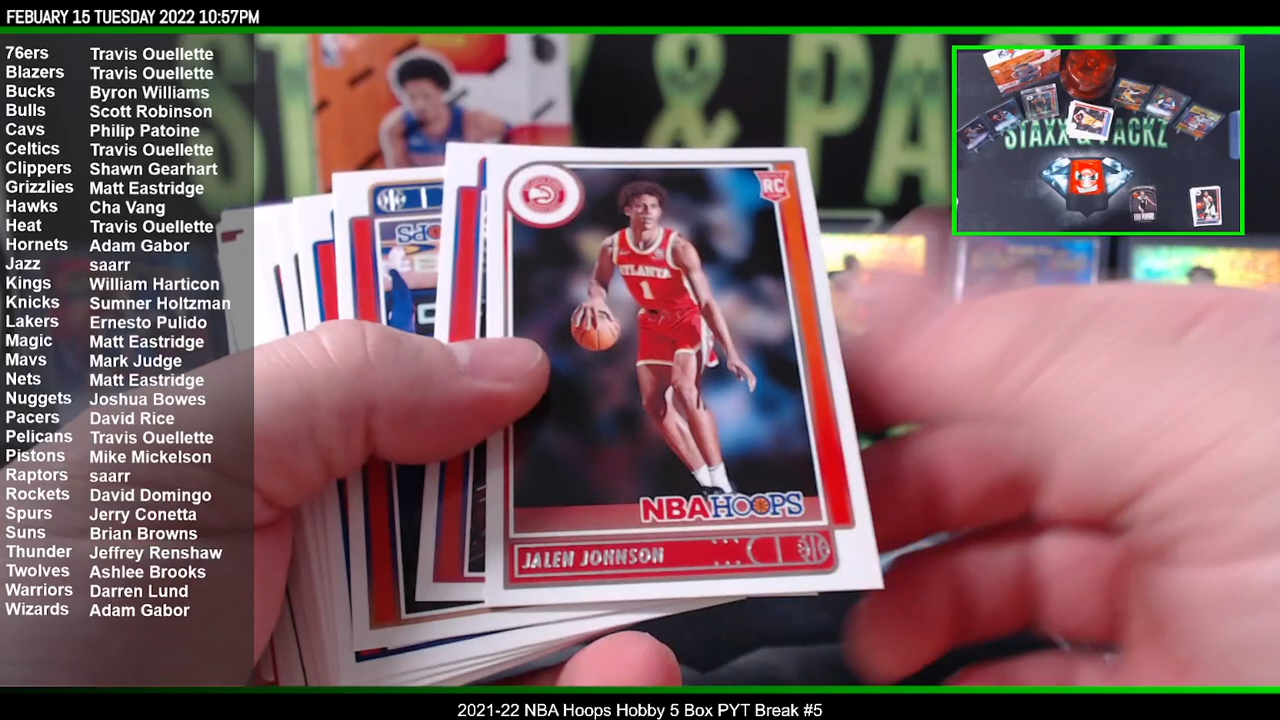 FEBUARY 15 TUESDAY 2022 10:57PM
76ers Travis Ouellette
Blazers Travis Ouellette
Bucks Byron Williams
Bulls Scott Robinson
Cavs Philip Patoine
Celtics Travis Ouellette
Clippers Shawn Gearhart
Grizzlies Matt Eastridge
Hawks Cha Vang
Heat Travis Ouellette
Hornets Adam Gabor
Jazz saarr
Kings William Harticon
Knicks Sumner Holtzman
Lakers Ernesto Pulido
Magic Matt Eastridge
Mavs Mark Judge
Nets Matt Eastridge
Nuggets Joshua Bowes
Pacers David Rice
Pelicans Travis Ouellette
Pistons Mike Mickelson
Raptors saarr
Rockets David Domingo
Spurs Jerry Conetta
Suns Brian Browns
Thunder Jeffrey Renshaw
Twolves Ashlee Brooks
Warriors Darren Lund
Wizards Adam Gabor
RC
ATLANTA
1
NBA HOOPS
JALEN JOHNSON
STAXX & PACKZ
2021-22 NBA Hoops Hobby 5 Box PYT Break #5